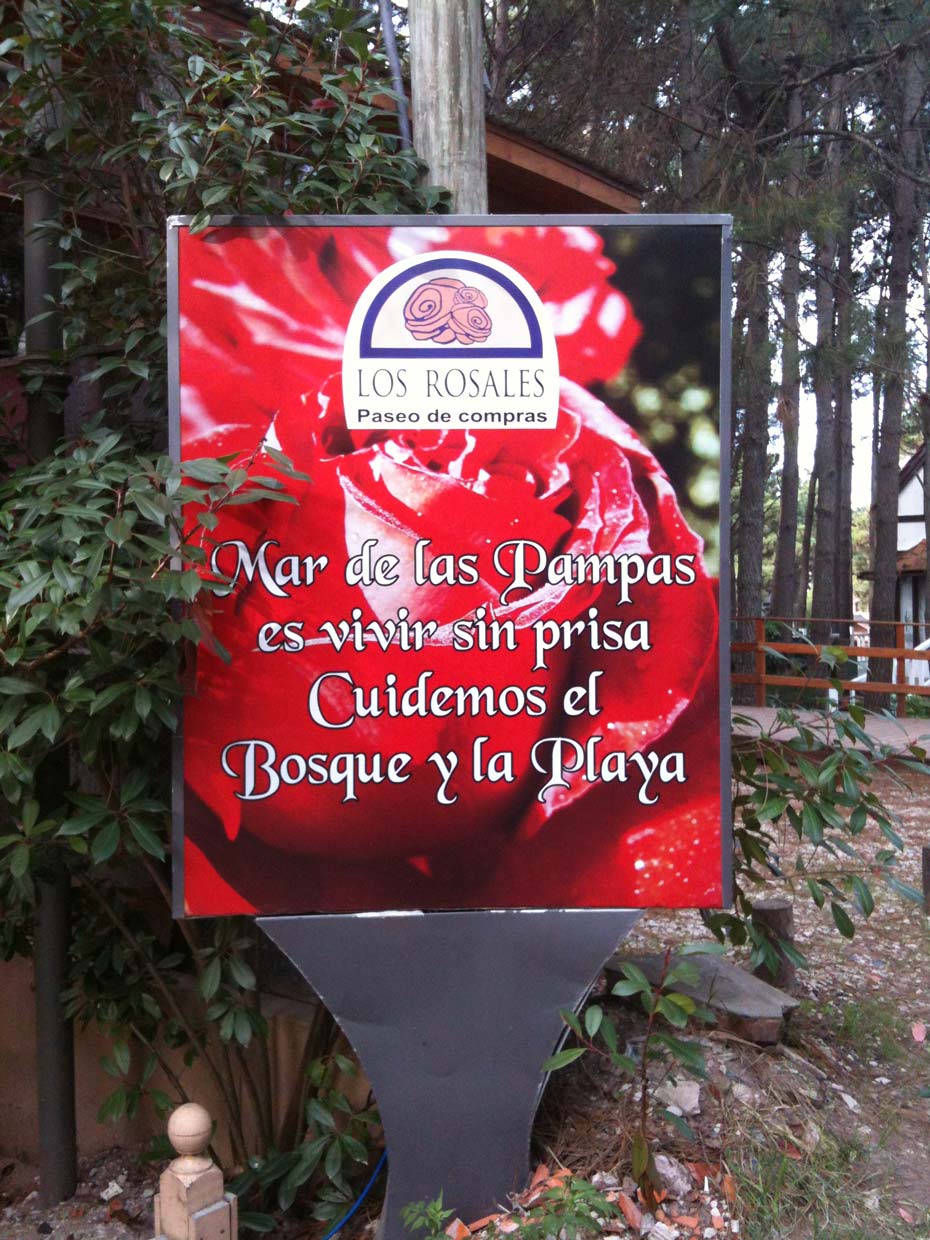 LOS ROSALES
Paseo de compras
Mar de las Pampas
es vivir sin prisa
Cuidemos el
Bosque y la Playa